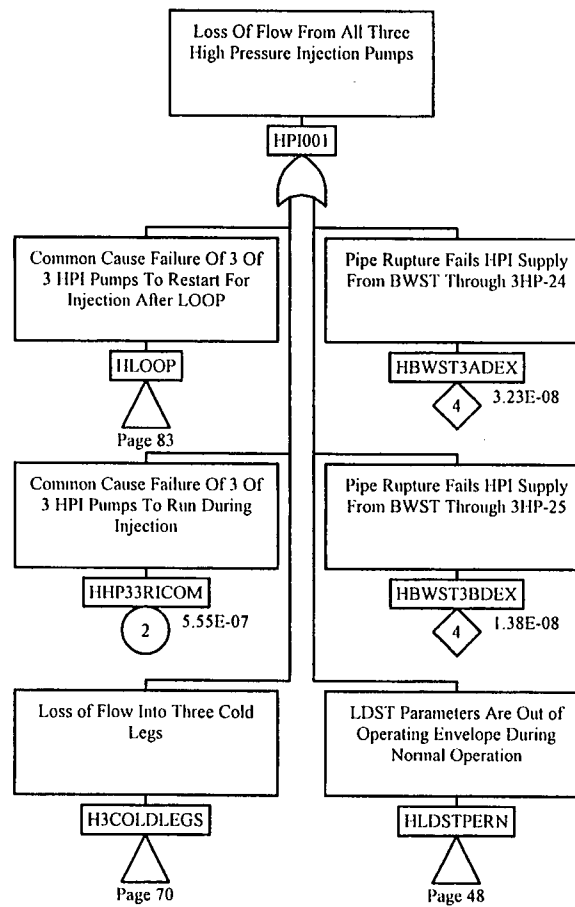 Loss Of Flow From All Three
High Pressure Injection Pumps
HPI001
Common Cause Failure Of 3 Of
3 HPI Pumps To Restart For
Injection After LOOP
HLOOP
Page 83
Pipe Rupture Fails HPI Supply
From BWST Through 3HP-24
HBWST3ADEX
4
3.23E-08
Common Cause Failure Of 3 Of
3 HPI Pumps To Run During
Injection
HHP33RICOM
2
5.55E-07
Pipe Rupture Fails HPI Supply
From BWST Through 3HP-25
HBWST3BDEX
4
1.38E-08
Loss of Flow Into Three Cold
Legs
H3COLDLEGS
Page 70
LDST Parameters Are Out of
Operating Envelope During
Normal Operation
HLDSTPERN
Page 48